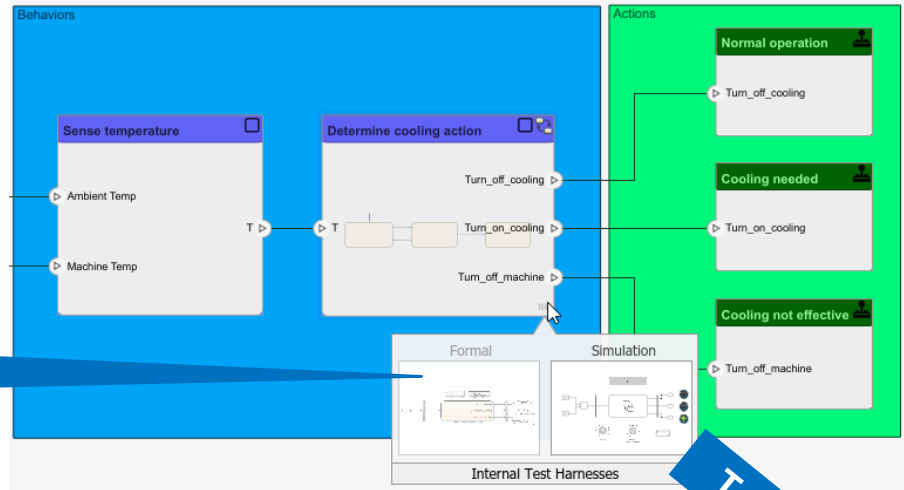 Behaviors
Actions
Normal operation
Turn_off_cooling
Sense temperature
Determine cooling action
Ambient Temp
Turn_off_cooling
Cooling needed
T
T
Turn_on_cooling
Turn_on_cooling
Machine Temp
Turn_off_machine
Cooling not effective
Formal
Simulation
Turn_off_machine
Internal Test Harnesses
T